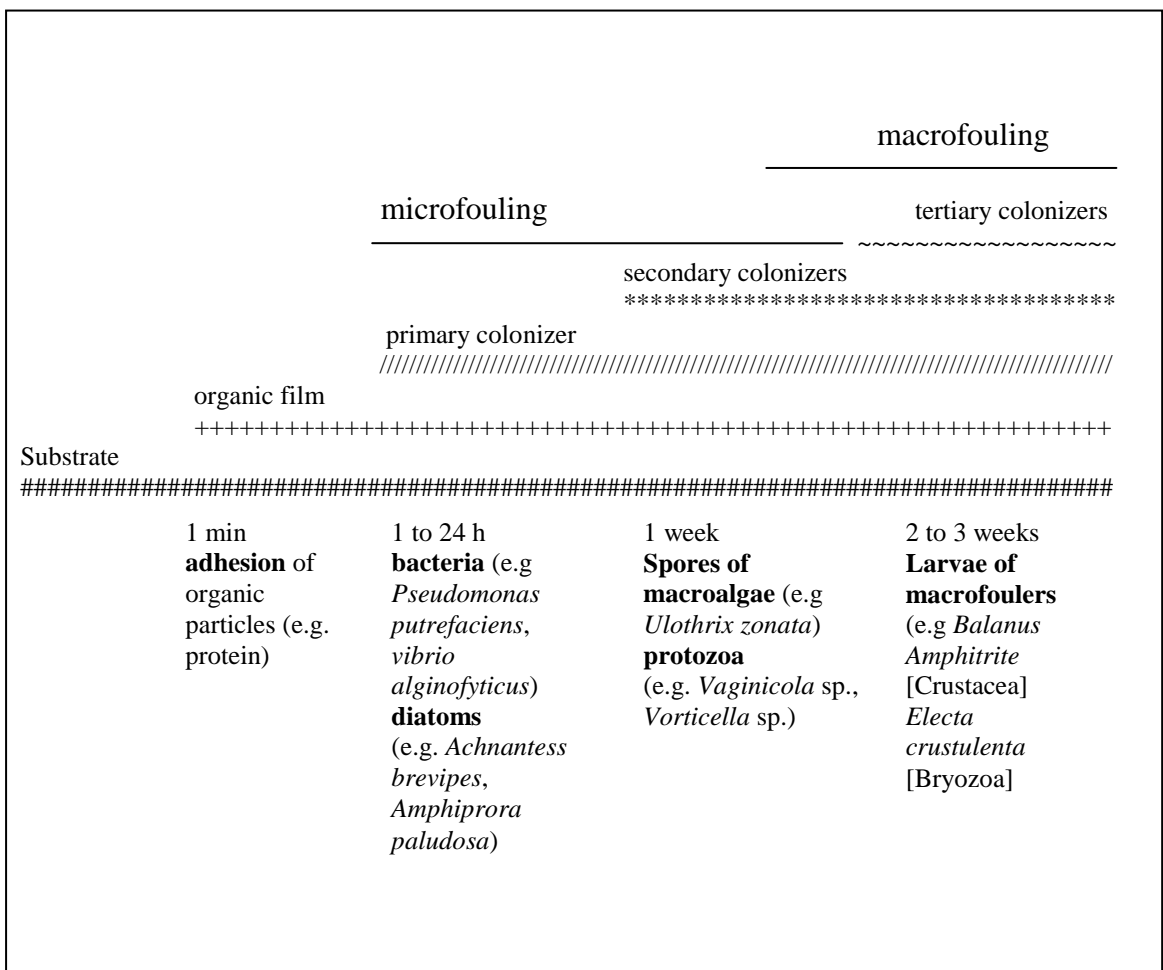 macrofouling
microfouling
tertiary colonizers
~~~~~~~~~~~~~~~~~~
secondary colonizers
*************************************
primary colonizer
///////////////////////////////////////////////////////////////////////////////////////////////////
organic film
+++++++++++++++++++++++++++++++++++++++++++++++++++++++++++++
Substrate
##################################################################################
1 min
adhesion of
organic
particles (e.g.
protein)
1 to 24 h
bacteria (e.g
Pseudomonas
putrefaciens,
vibrio
alginofyticus)
diatoms
(e.g. Achnantess
brevipes,
Amphiprora
paludosa)
1 week
Spores of
macroalgae (e.g
Ulothrix zonata)
protozoa
(e.g. Vaginicola sp.,
Vorticella sp.)
2 to 3 weeks
Larvae of
macrofoulers
(e.g Balanus
Amphitrite
[Crustacea]
Electa
crustulenta
[Bryozoa]